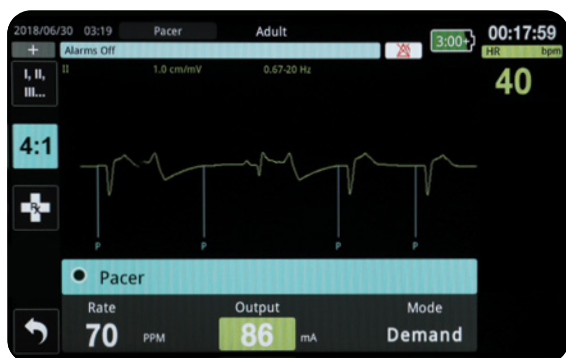 2018/06/30 03:19 Pacer Adult 3:00+ 00:17:59
+ Alarms Off HR bpm
II 1.0 cm/mV 0.67-20 Hz 40
I, II,
III...
4:1
Rx
P P P P
Pacer
Rate Output Mode
70 PPM 86 mA Demand